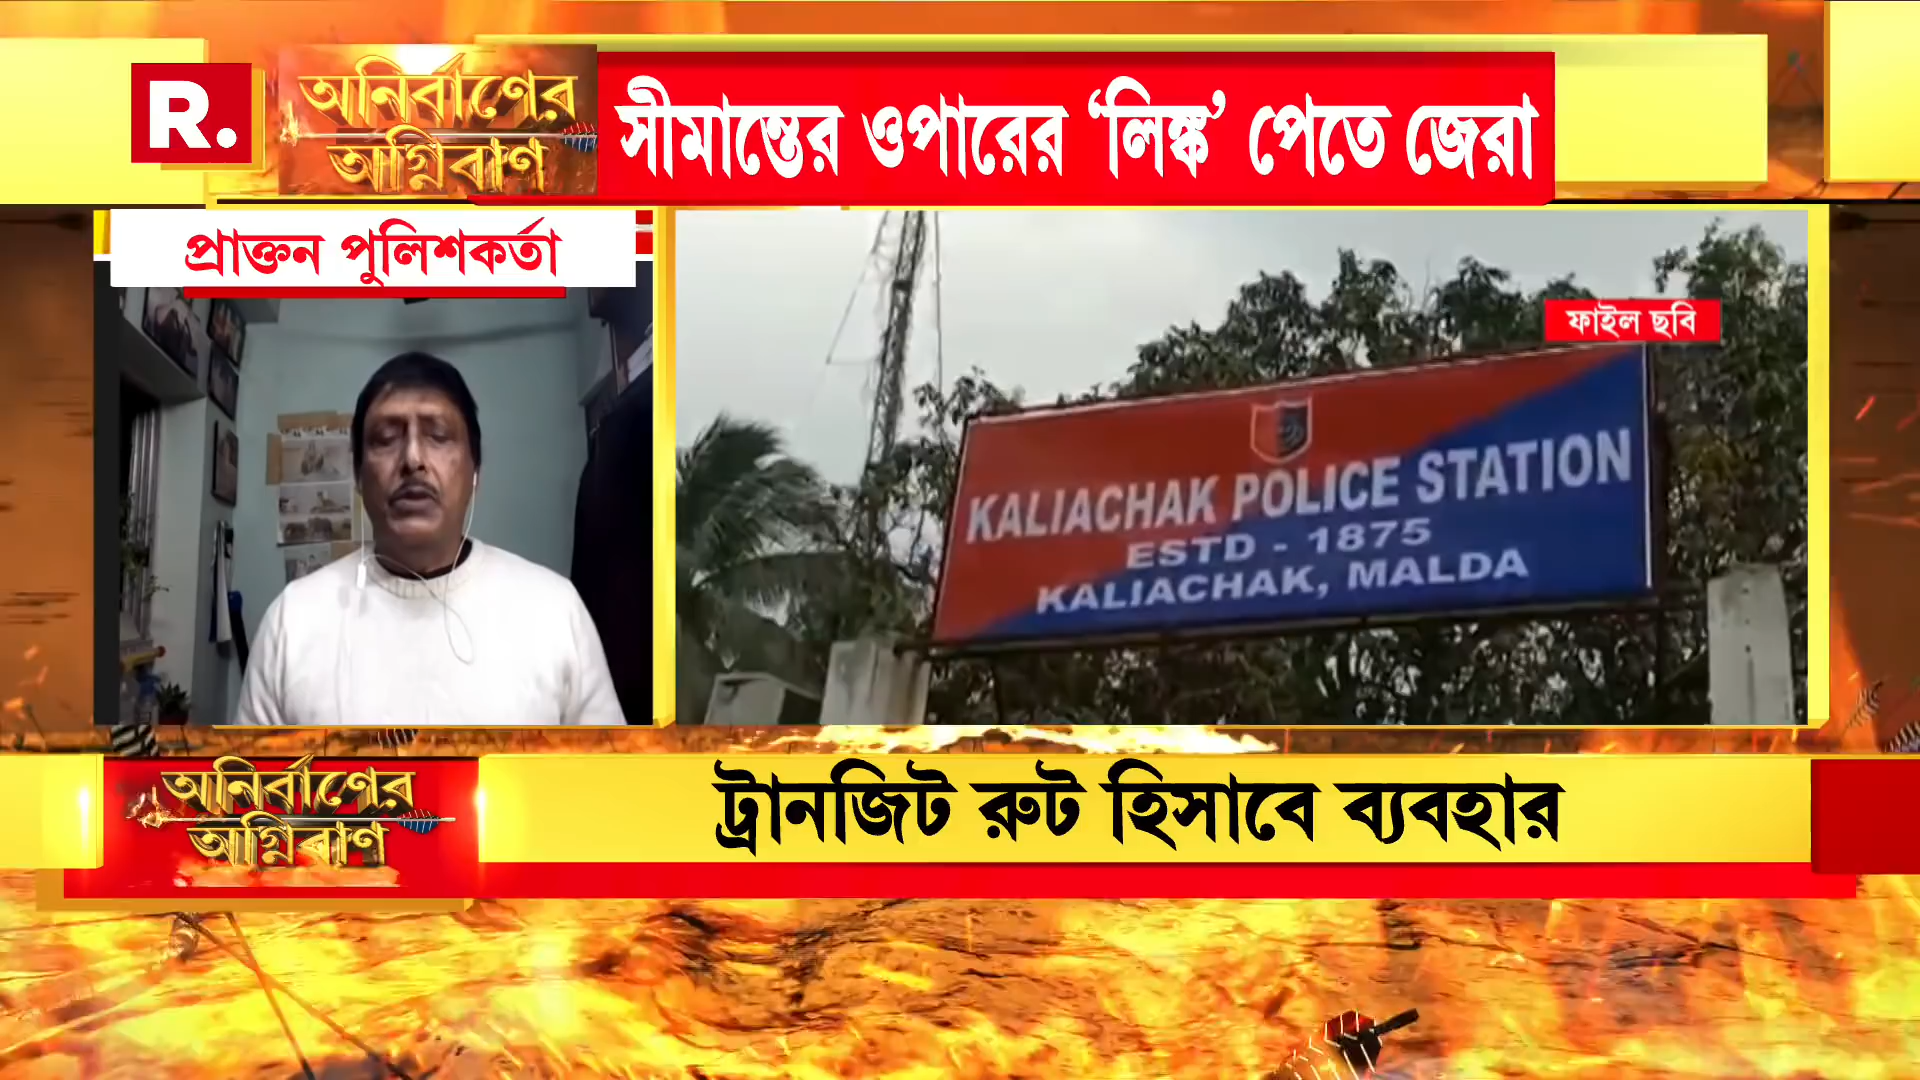 R.
অনির্বাণের
অগ্নিবাণ
সীমান্তের ওপারের ‘লিঙ্ক’ পেতে জেরা
প্রাক্তন পুলিশকর্তা
ফাইল ছবি
KALIACHAK POLICE STATION
ESTD - 1875
KALIACHAK, MALDA
অনির্বাণের
অগ্নিবাণ
ট্রানজিট রুট হিসাবে ব্যবহার